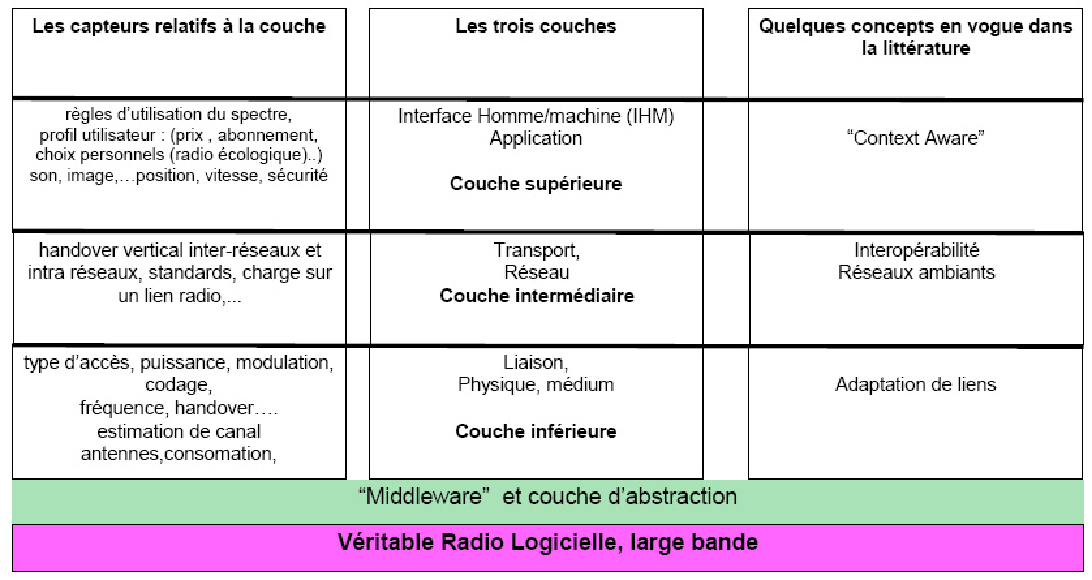 Les capteurs relatifs à la couche
Les trois couches
Quelques concepts en vogue dans
la littérature
règles d'utilisation du spectre,
profil utilisateur : (prix , abonnement,
choix personnels (radio écologique)..)
son, image,…position, vitesse, sécurité
Interface Homme/machine (IHM)
Application
Couche supérieure
“Context Aware”
handover vertical inter-réseaux et
intra réseaux, standards, charge sur
un lien radio,...
Transport,
Réseau
Couche intermédiaire
Interopérabilité
Réseaux ambiants
type d'accès, puissance, modulation,
codage,
fréquence, handover….
estimation de canal
antennes,consomation,
Liaison,
Physique, médium
Couche inférieure
Adaptation de liens
“Middleware” et couche d'abstraction
Véritable Radio Logicielle, large bande